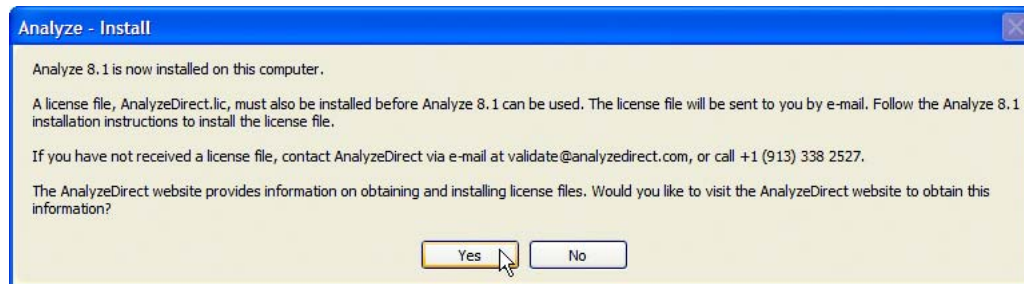 Analyze - Install
Analyze 8.1 is now installed on this computer.
A license file, AnalyzeDirect.lic, must also be installed before Analyze 8.1 can be used. The license file will be sent to you by e-mail. Follow the Analyze 8.1
installation instructions to install the license file.
If you have not received a license file, contact AnalyzeDirect via e-mail at validate@analyzedirect.com, or call +1 (913) 338 2527.
The AnalyzeDirect website provides information on obtaining and installing license files. Would you like to visit the AnalyzeDirect website to obtain this
information?
Yes No